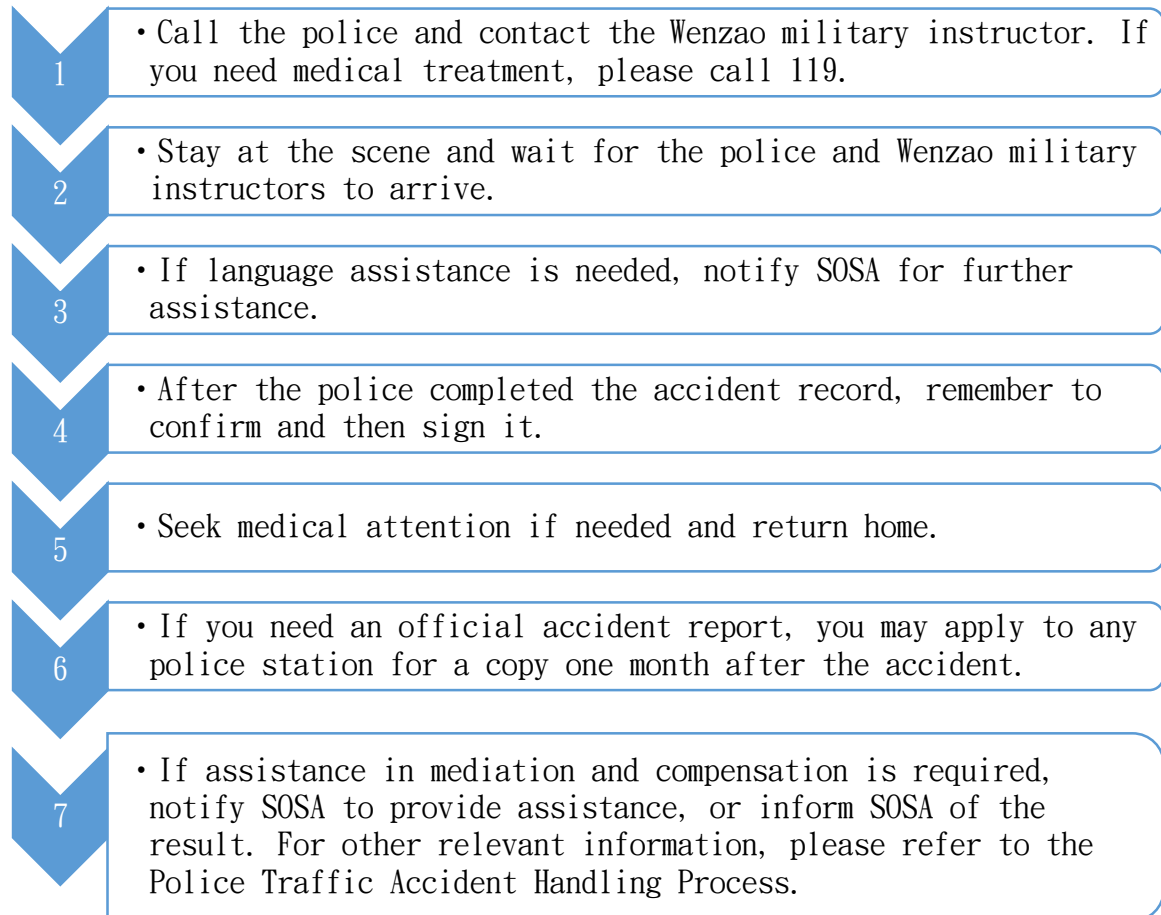 1
・Call the police and contact the Wenzao military instructor. If
you need medical treatment, please call 119.
2
・Stay at the scene and wait for the police and Wenzao military
instructors to arrive.
3
・If language assistance is needed, notify SOSA for further
assistance.
4
・After the police completed the accident record, remember to
confirm and then sign it.
5
・Seek medical attention if needed and return home.
6
・If you need an official accident report, you may apply to any
police station for a copy one month after the accident.
7
・If assistance in mediation and compensation is required,
notify SOSA to provide assistance, or inform SOSA of the
result. For other relevant information, please refer to the
Police Traffic Accident Handling Process.